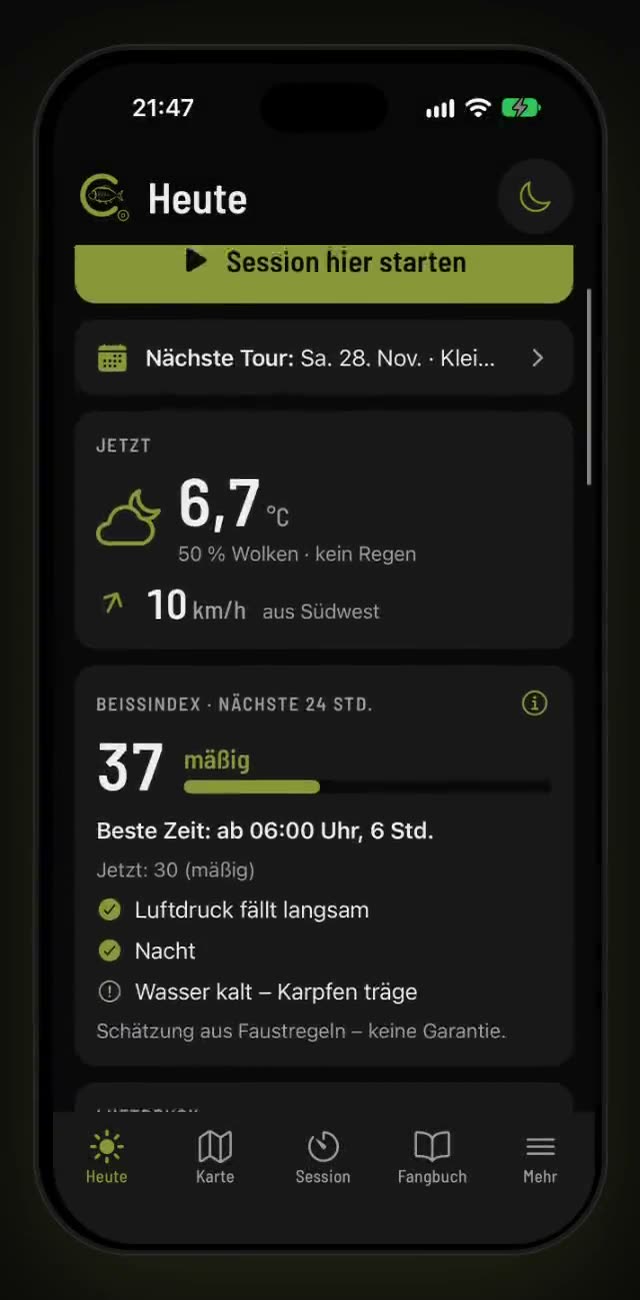 21:47
Heute
Session hier starten
Nächste Tour: Sa. 28. Nov. · Klei...
JETZT
6,7 °C
50 % Wolken · kein Regen
10 km/h aus Südwest
BEISSINDEX · NÄCHSTE 24 STD.
37 mäßig
Beste Zeit: ab 06:00 Uhr, 6 Std.
Jetzt: 30 (mäßig)
Luftdruck fällt langsam
Nacht
Wasser kalt – Karpfen träge
Schätzung aus Faustregeln – keine Garantie.
Heute Karte Session Fangbuch Mehr